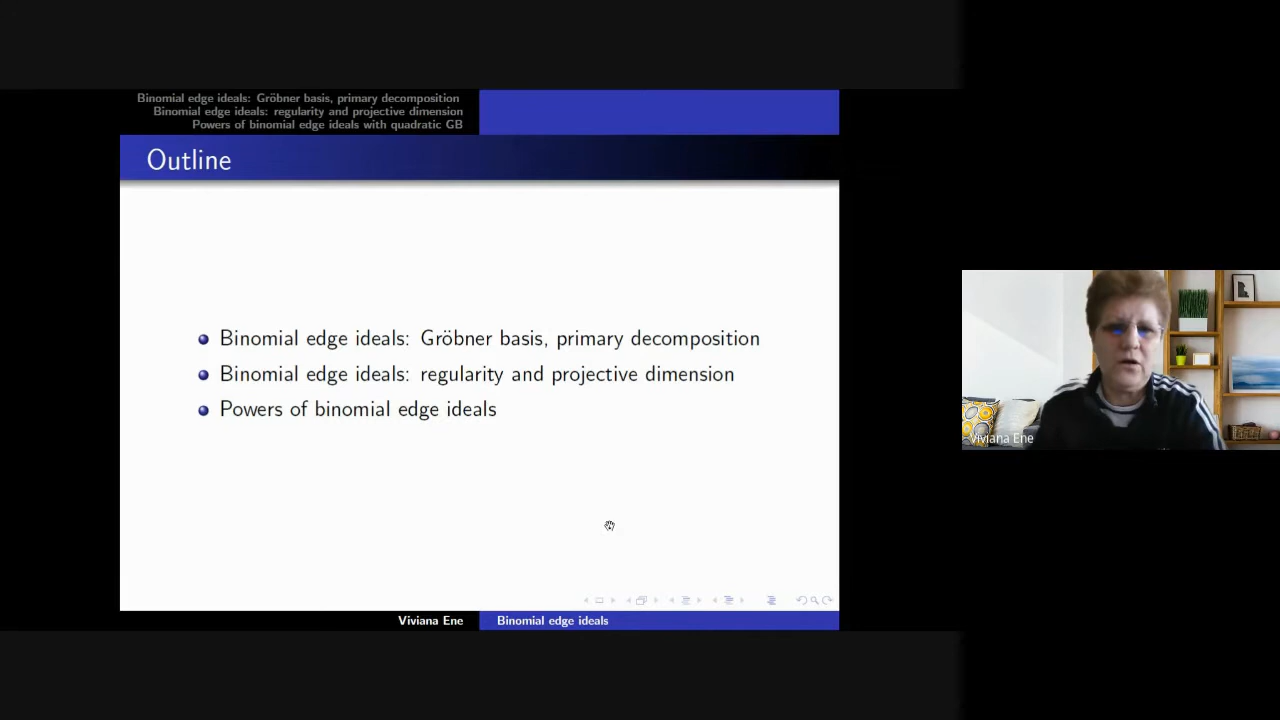 Binomial edge ideals: Gröbner basis, primary decomposition
Binomial edge ideals: regularity and projective dimension
Powers of binomial edge ideals with quadratic GB
Outline
Binomial edge ideals: Gröbner basis, primary decomposition
Binomial edge ideals: regularity and projective dimension
Powers of binomial edge ideals
Viviana Ene
Viviana Ene
Binomial edge ideals